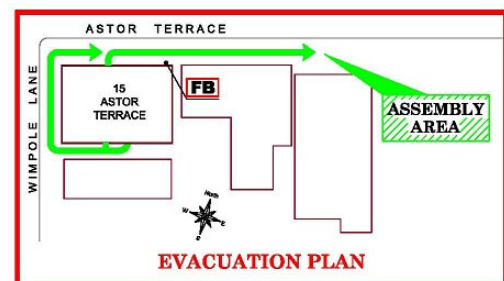 ASTOR TERRACE
WIMPOLE LANE
15
ASTOR
TERRACE
FB
ASSEMBLY
AREA
North
W
E
S
EVACUATION PLAN